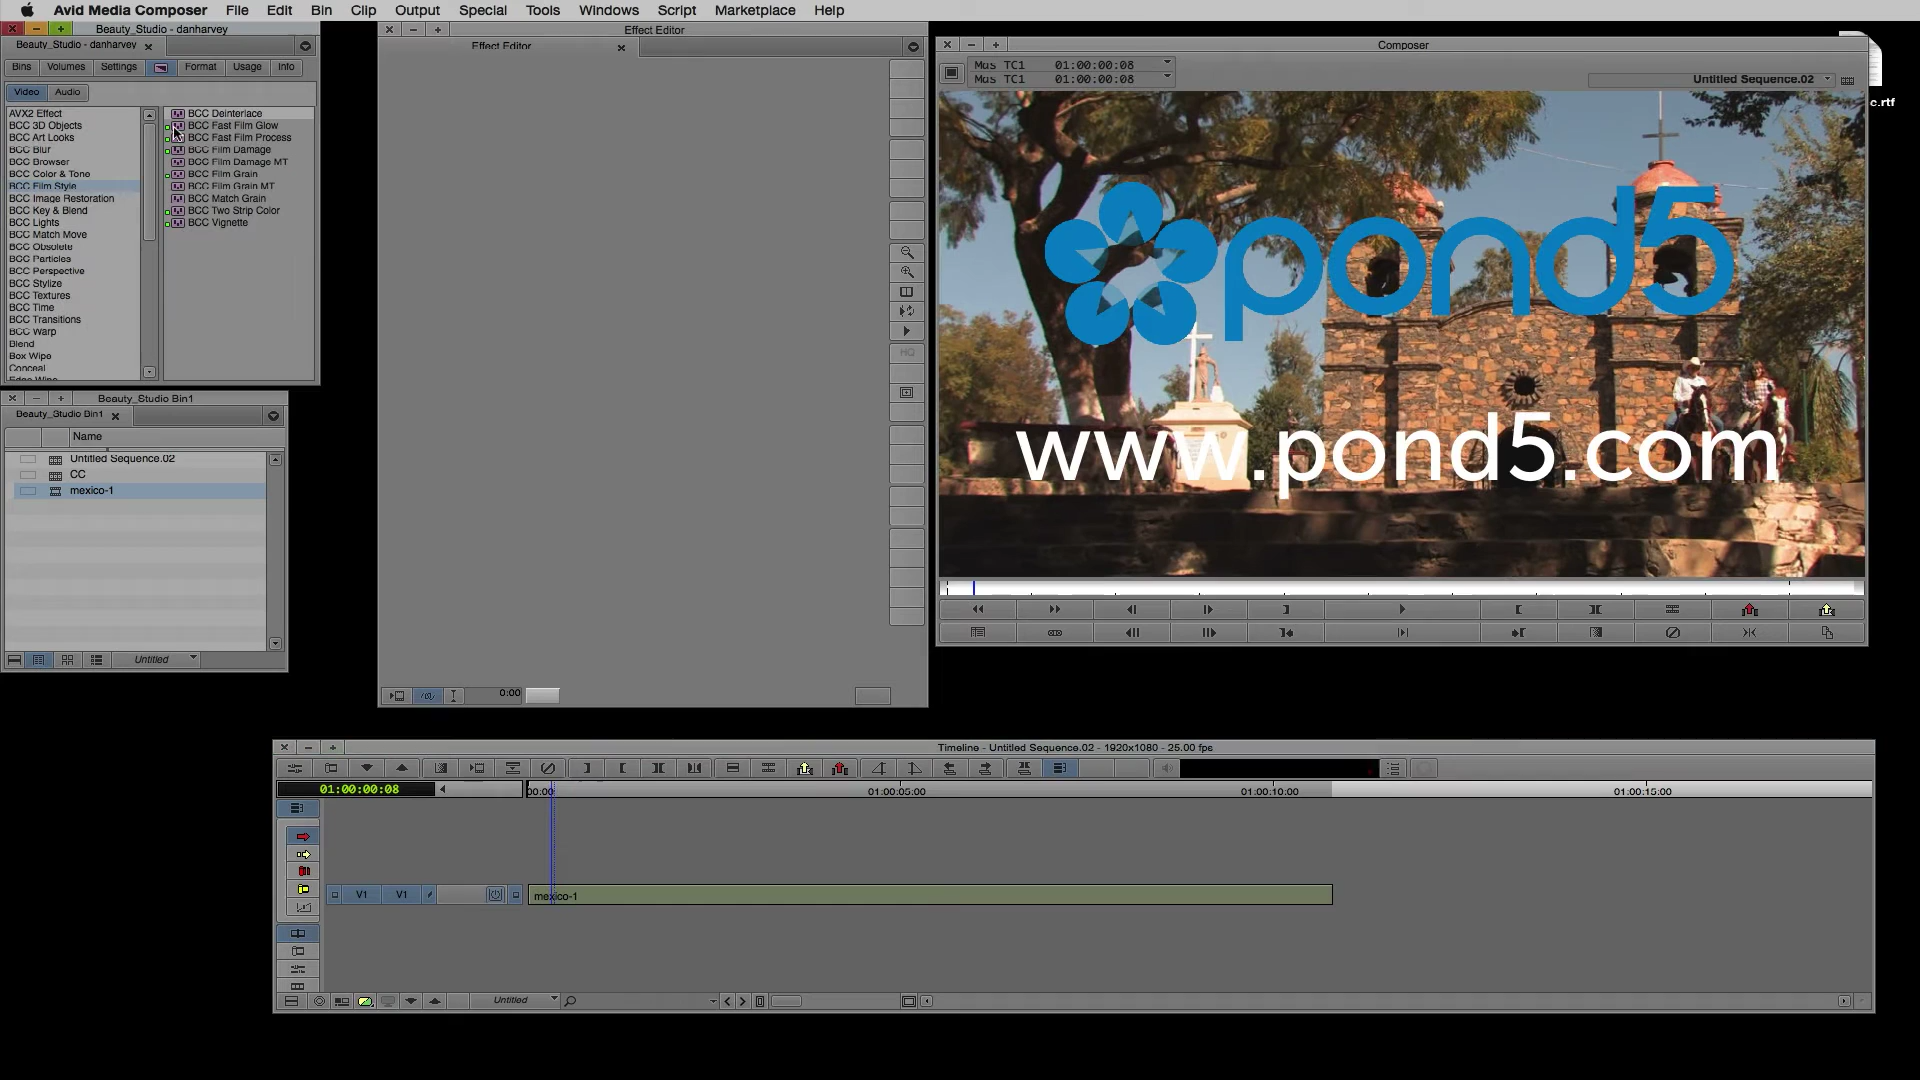 Avid Media Composer File Edit Bin Clip Output Special Tools Windows Script Marketplace Help
Beauty_Studio - danharvey
Beauty_Studio - danharvey
Bins Volumes Settings Format Usage Info
Video Audio
AVX2 Effect
BCC 3D Objects
BCC Art Looks
BCC Blur
BCC Browser
BCC Color & Tone
BCC Film Style
BCC Image Restoration
BCC Key & Blend
BCC Lights
BCC Match Move
BCC Obsolete
BCC Particles
BCC Perspective
BCC Stylize
BCC Textures
BCC Time
BCC Transitions
BCC Warp
Blend
Box Wipe
Conceal
Edge Wipe
BCC Deinterlace
BCC Fast Film Glow
BCC Fast Film Process
BCC Film Damage
BCC Film Damage MT
BCC Film Grain
BCC Film Grain MT
BCC Match Grain
BCC Two Strip Color
BCC Vignette
Beauty_Studio Bin1
Beauty_Studio Bin1
Name
Untitled Sequence.02
CC
mexico-1
Untitled
Effect Editor
Effect Editor
HQ
0:00
Composer
Mas TC1 01:00:00:08
Mas TC1 01:00:00:08
Untitled Sequence.02
pond5
www.pond5.com
c.rtf
Timeline - Untitled Sequence.02 - 1920x1080 - 25.00 fps
01:00:00:08
00:00 01:00:05:00 01:00:10:00 01:00:15:00
V1 V1 mexico-1
Untitled